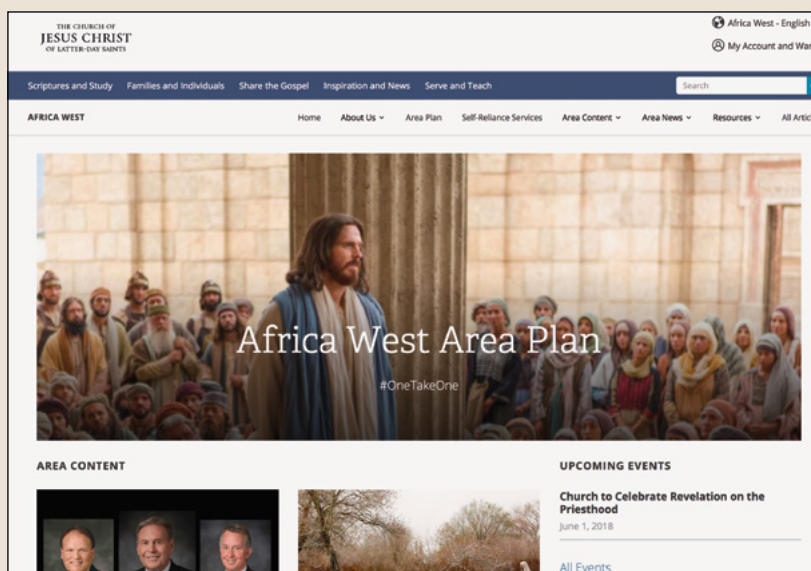 THE CHURCH OF
JESUS CHRIST
OF LATTER-DAY SAINTS
Africa West - English
My Account and
Scriptures and Study Families and Individuals Share the Gospel Inspiration and News Serve and Teach
Search
AFRICA WEST
Home About Us Area Plan Self-Reliance Services Area Content Area News Resources All
Africa West Area Plan
#OneTakeOne
AREA CONTENT
UPCOMING EVENTS
Church to Celebrate Revelation on the
Priesthood
June 1, 2018
All Events